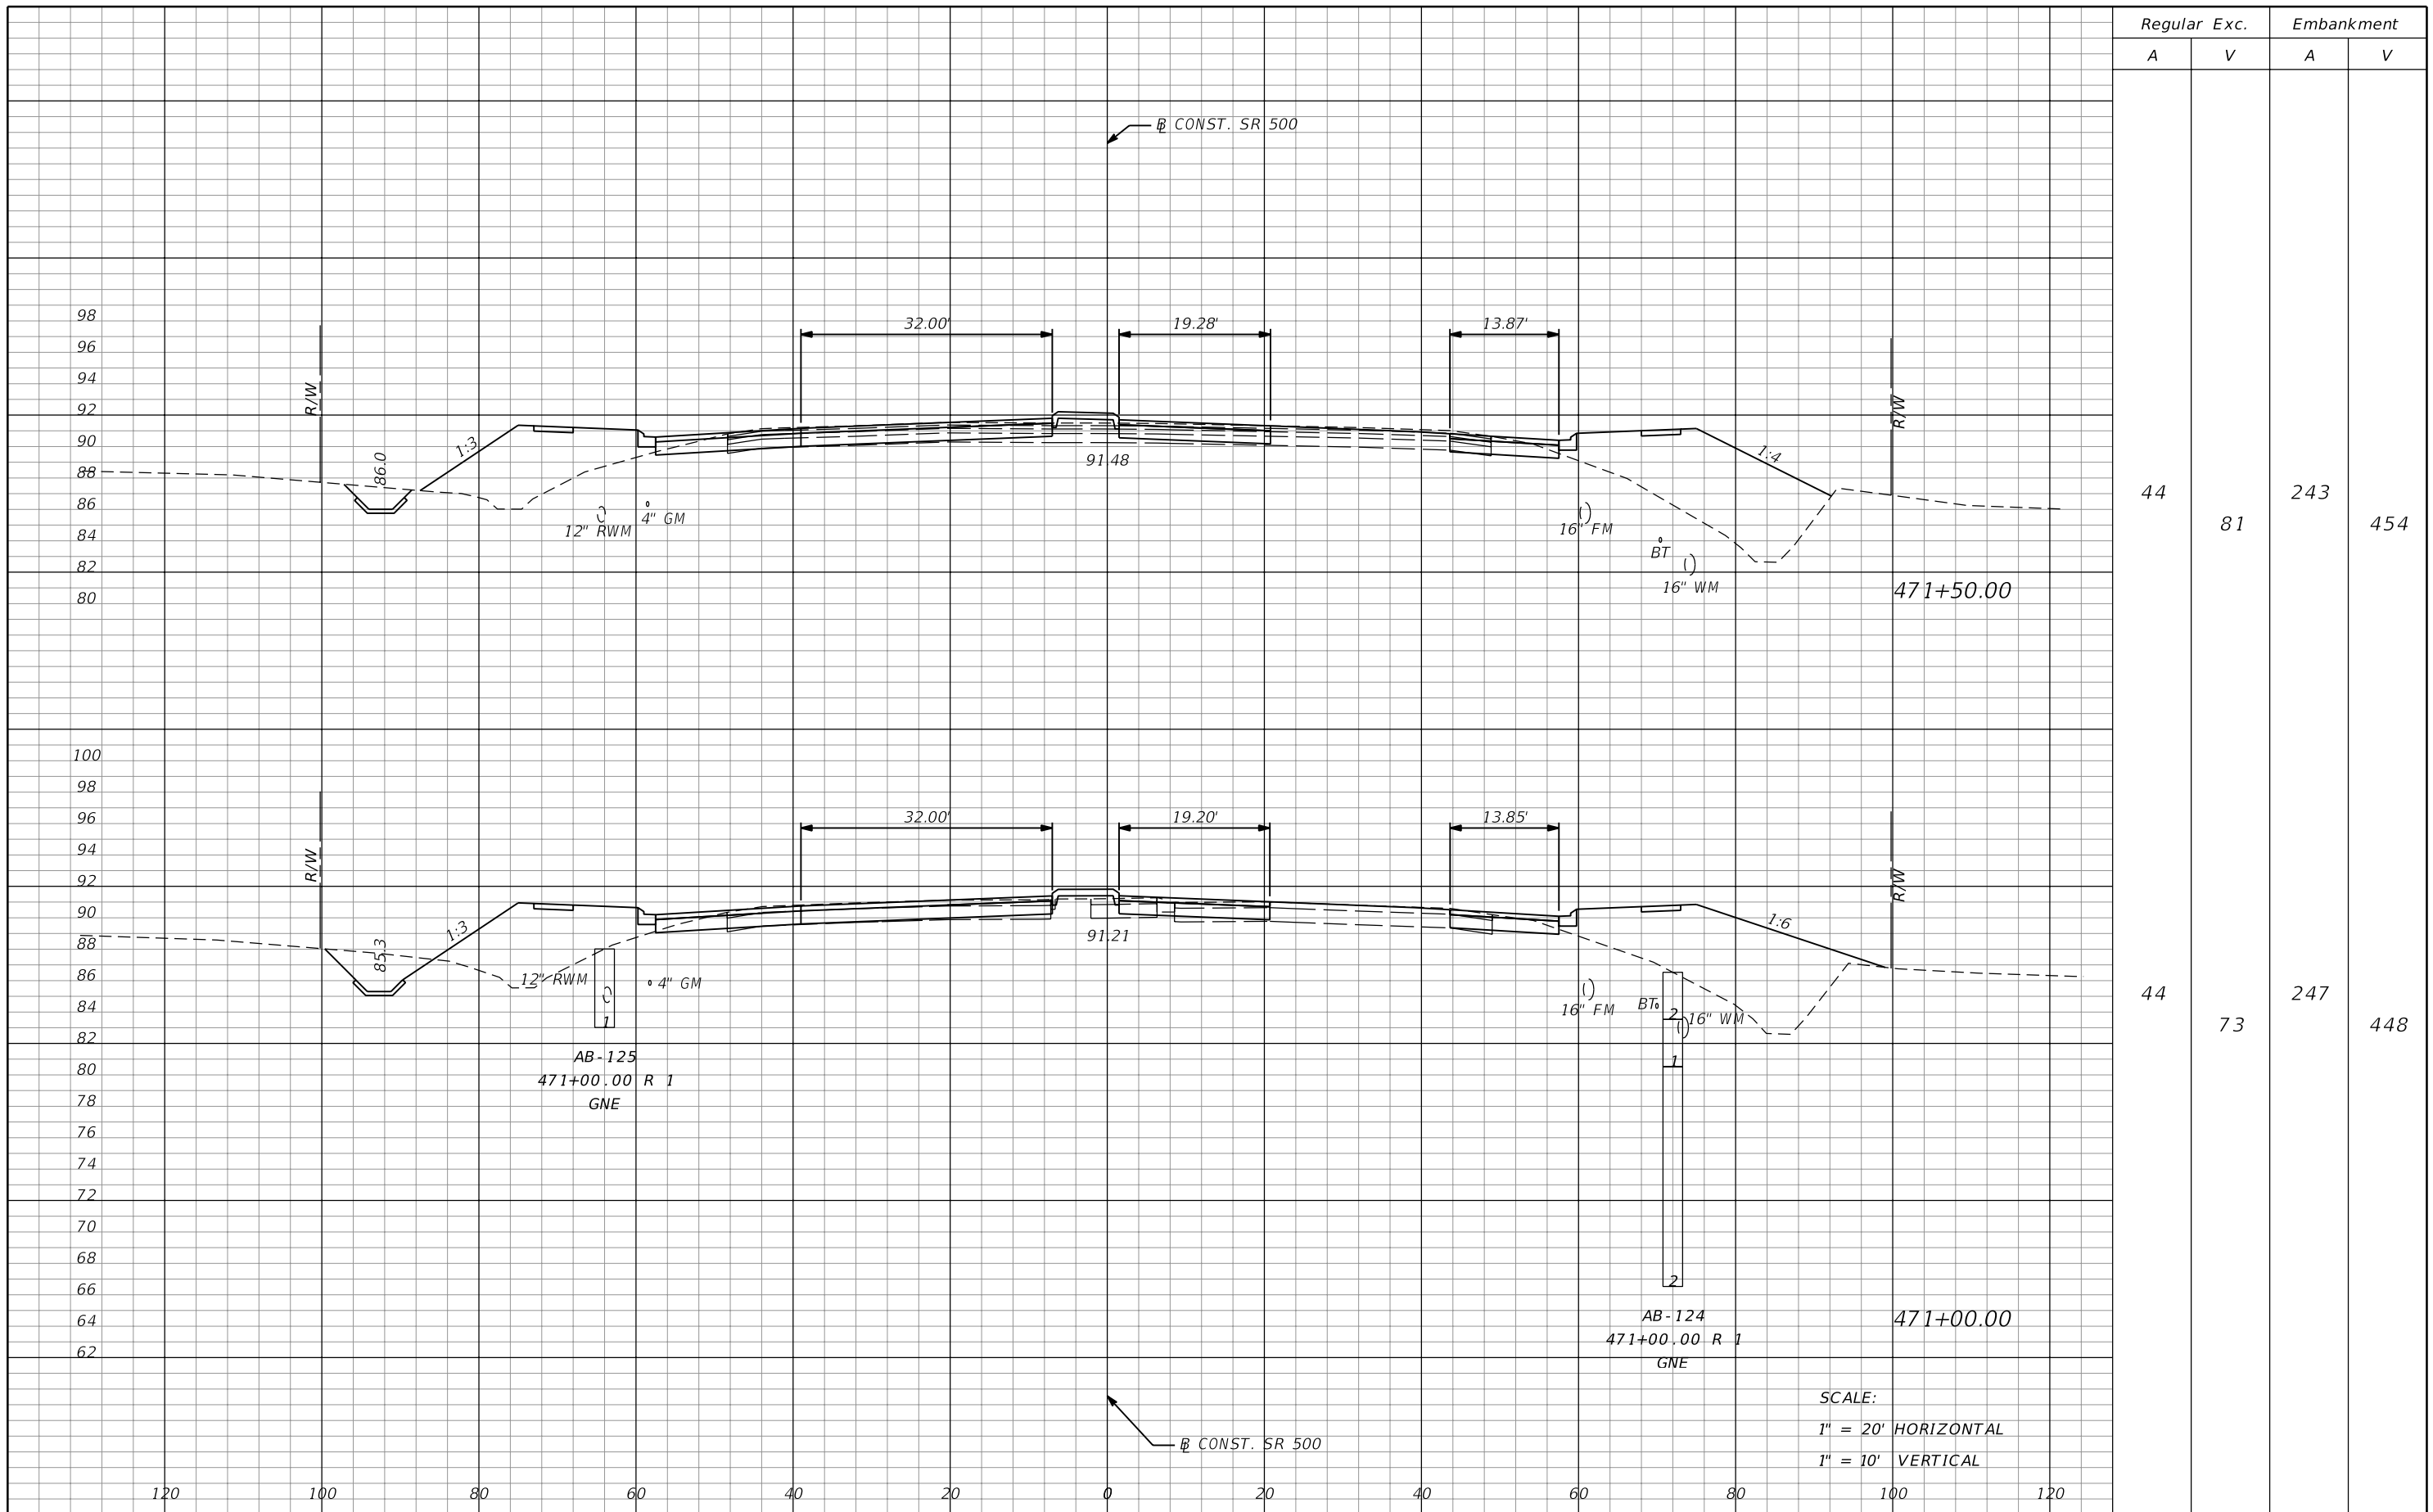 Regular Exc. Embankment
A V A V
BL CONST. SR 500
98
96
94
92
90
88
86
84
82
80
R/W
1:3
86.0
32.00'
19.28'
13.87'
91.48
12" RWM
4" GM
16" FM
BT
16" WM
1:4
R/W
471+50.00
44
81
243
454
100
98
96
94
92
90
88
86
84
82
80
78
76
74
72
70
68
66
64
62
R/W
1:3
85.3
32.00'
19.20'
13.85'
91.21
12" RWM
4" GM
1
AB-125
471+00.00 R 1
GNE
16" FM
BT
2
16" WM
1
2
1:6
R/W
AB-124
471+00.00 R 1
GNE
471+00.00
44
73
247
448
BL CONST. SR 500
SCALE:
1" = 20' HORIZONTAL
1" = 10' VERTICAL
120 100 80 60 40 20 0 20 40 60 80 100 120